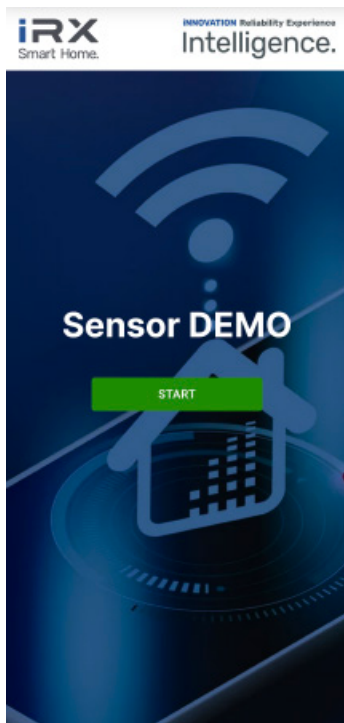 iRX
Smart Home.
INNOVATION Reliability Experience
Intelligence.
Sensor DEMO
START